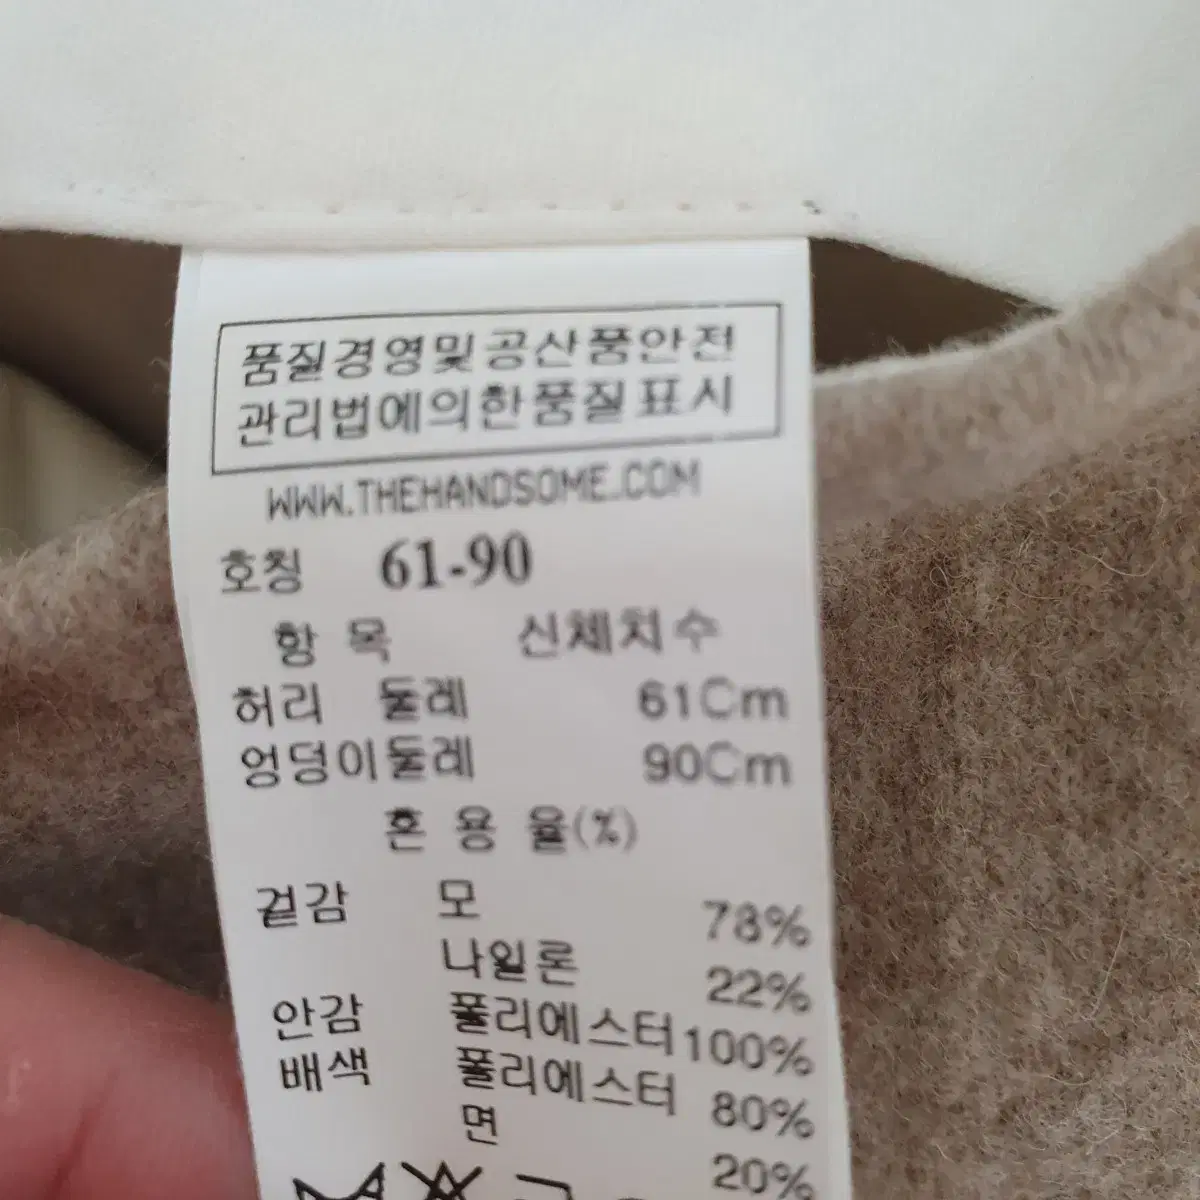 품질경영및공산품안전
관리법에의한품질표시
WWW.THEHANDSOME.COM
호칭 61-90
항 목 신체치수
허리 둘레 61Cm
엉덩이둘레 90Cm
혼 용 율(%)
겉감 모 78%
나일론 22%
안감 폴리에스터 100%
배색 폴리에스터 80%
면 20%